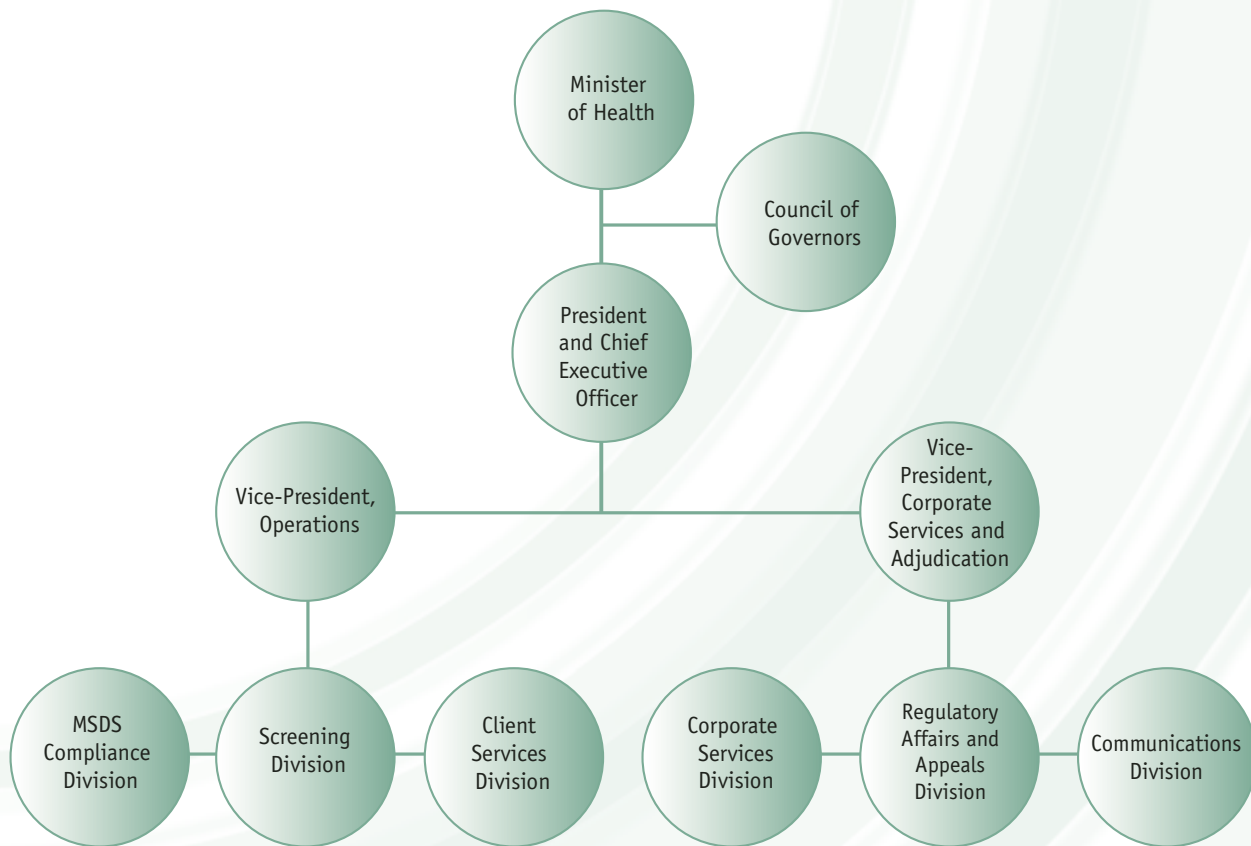 Minister
of Health
Council of
Governors
President
and Chief
Executive
Officer
Vice-President,
Operations
Vice-
President,
Corporate
Services and
Adjudication
MSDS
Compliance
Division
Screening
Division
Client
Services
Division
Corporate
Services
Division
Regulatory
Affairs and
Appeals
Division
Communications
Division